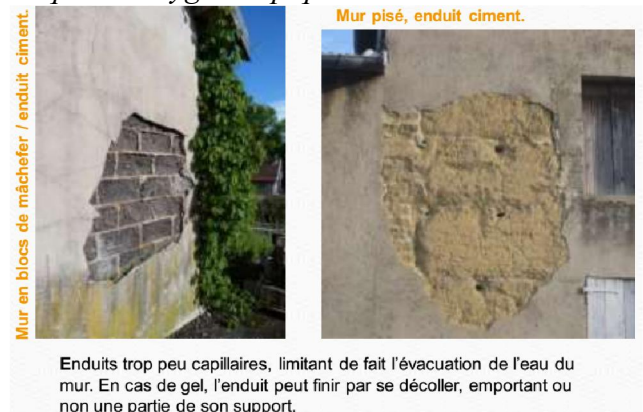 Mur en blocs de mâchefer / enduit ciment.
Mur pisé, enduit ciment.
Enduits trop peu capillaires, limitant de fait l'évacuation de l'eau du
mur. En cas de gel, l'enduit peut finir par se décoller, emportant ou
non une partie de son support.